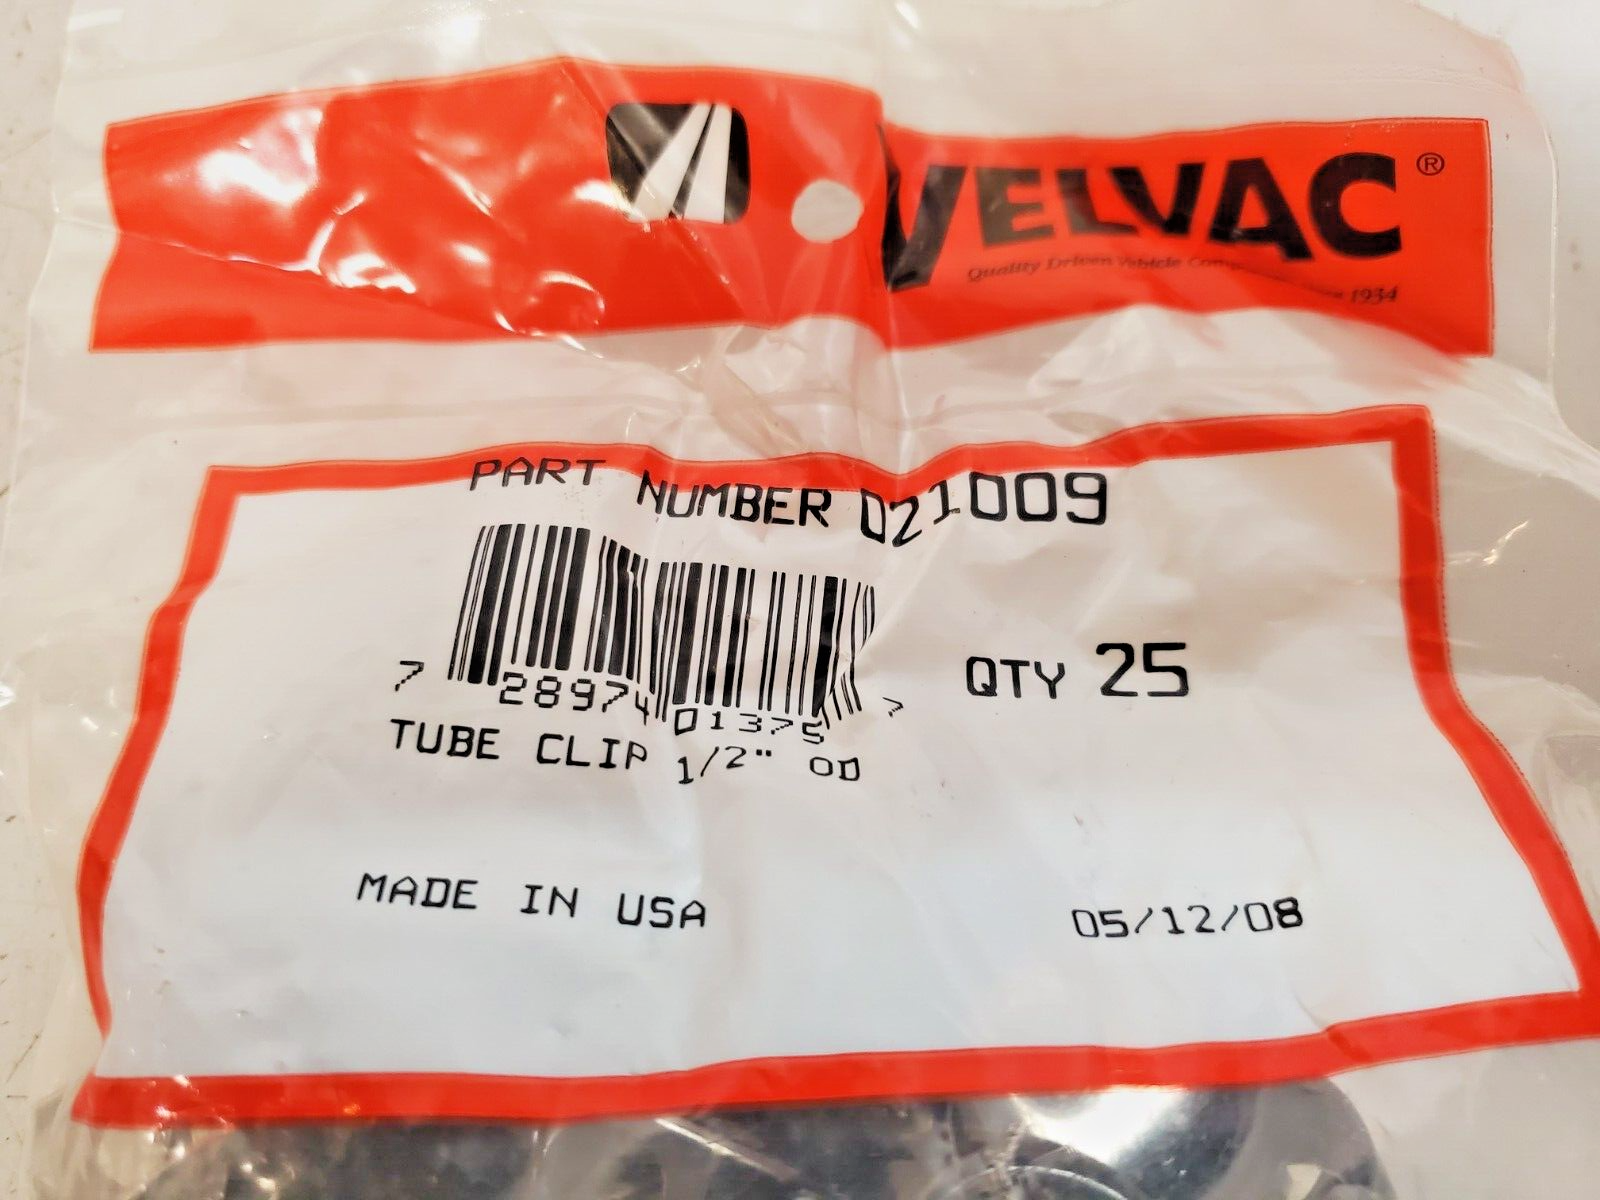 VELVAC®
Quality Driven Vehicle 1934
PART NUMBER 021009
7 28974 01375 7
QTY 25
TUBE CLIP 1/2" OD
MADE IN USA
05/12/08